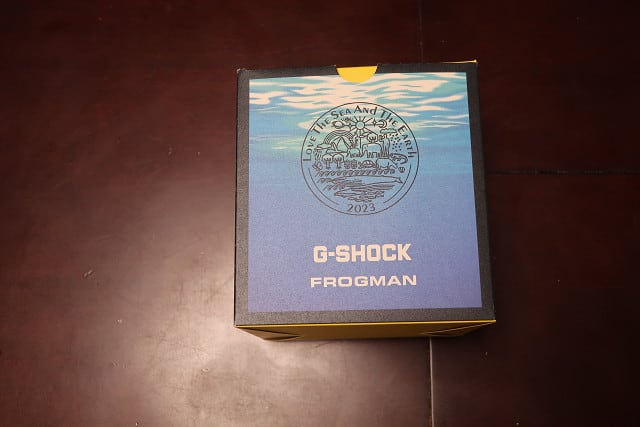 Love The Sea And The Earth
2023
G-SHOCK
FROGMAN